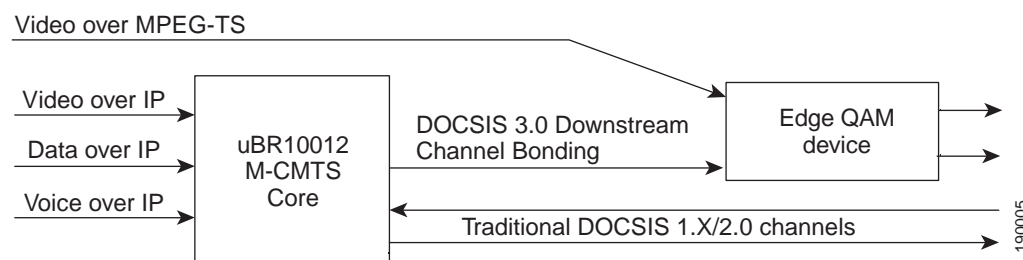 Video over MPEG-TS
Video over IP
Data over IP
Voice over IP
uBR10012
M-CMTS
Core
DOCSIS 3.0 Downstream
Channel Bonding
Edge QAM
device
Traditional DOCSIS 1.X/2.0 channels
190005